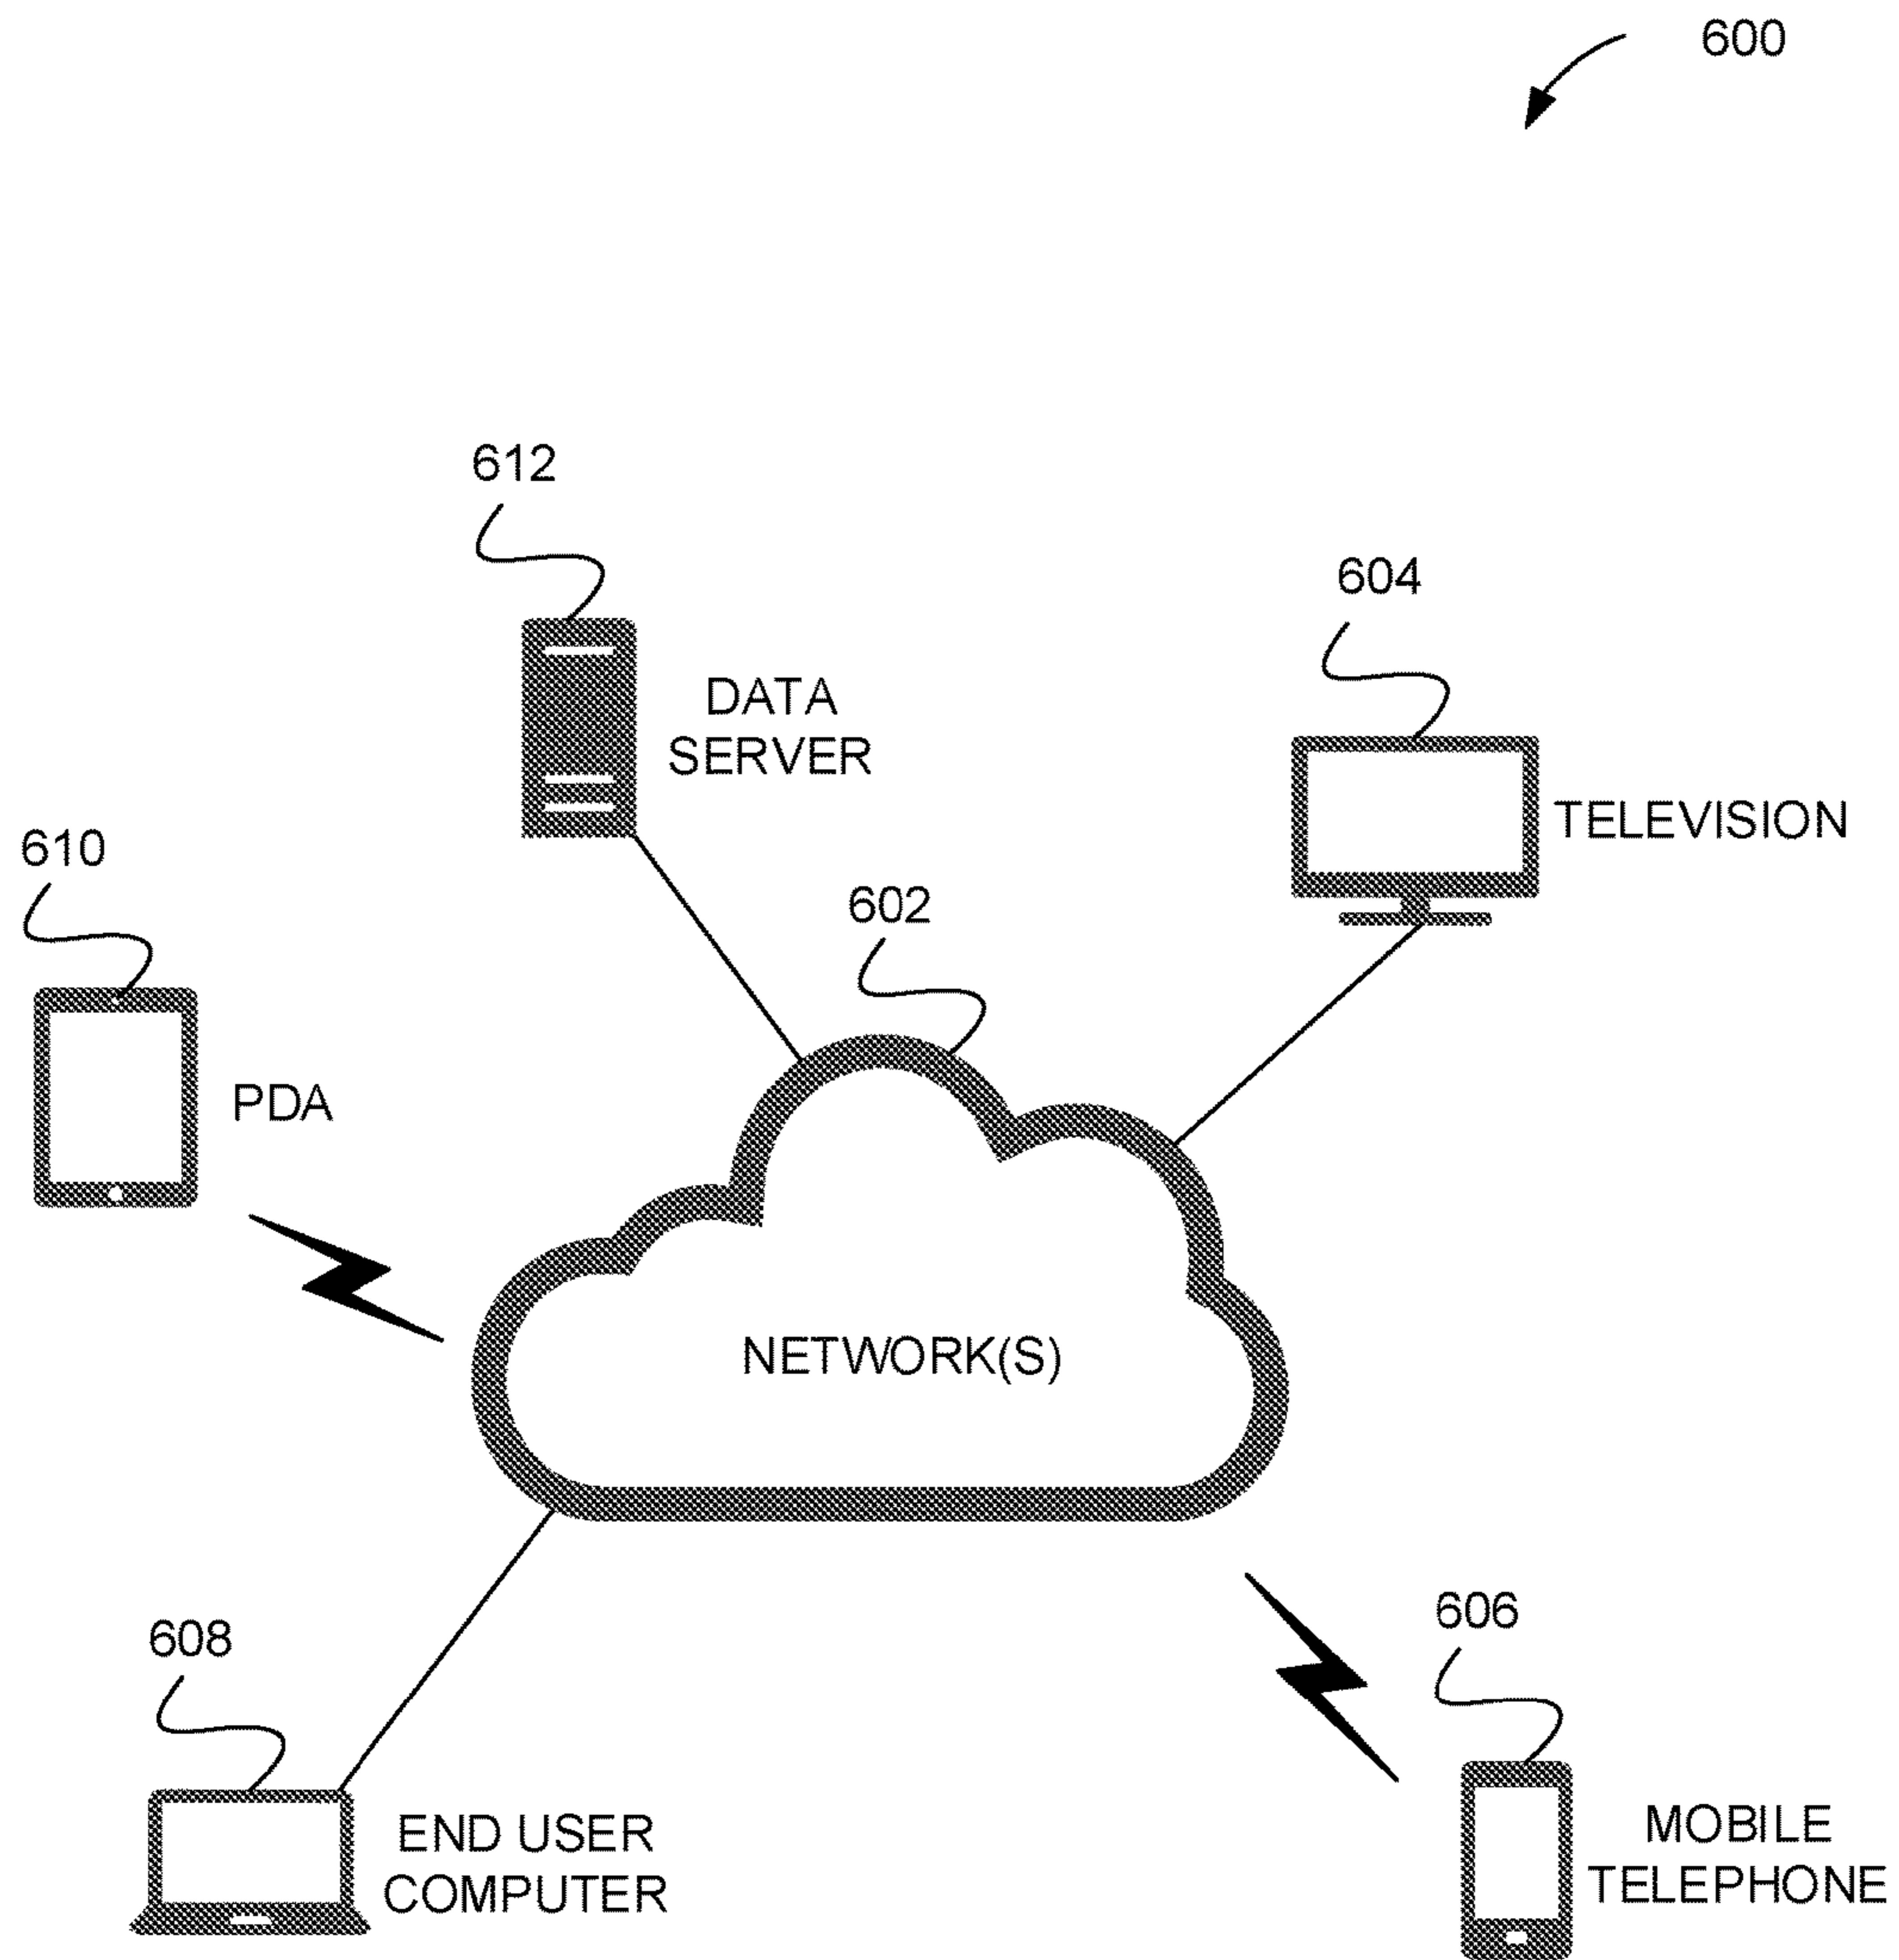 600
612
604
DATA
SERVER
TELEVISION
610
602
PDA
NETWORK(S)
608
606
END USER
COMPUTER
MOBILE
TELEPHONE